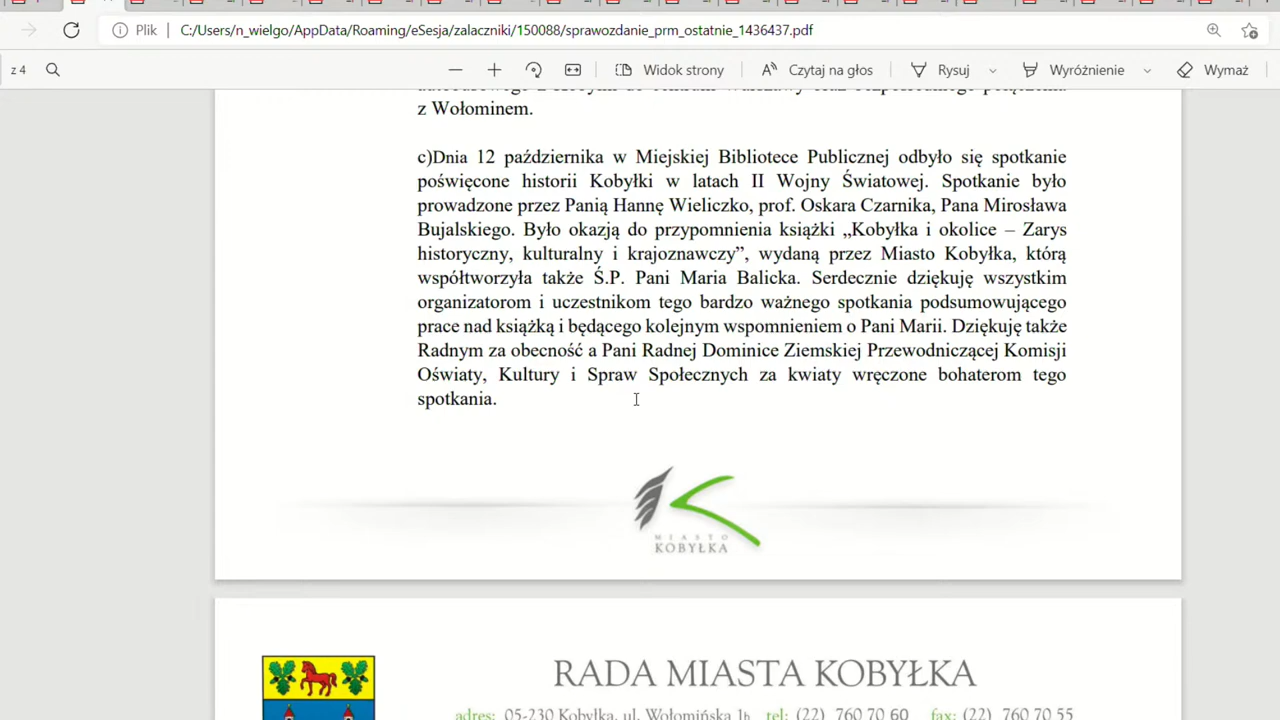 Plik
C:/Users/n_wielgo/AppData/Roaming/eSesja/zalaczniki/150088/sprawozdanie_prm_ostatnie_1436437.pdf
z 4
Widok strony
Czytaj na głos
Rysuj
Wyróżnienie
Wymaż
z Wołominem.
c)Dnia 12 października w Miejskiej Bibliotece Publicznej odbyło się spotkanie
poświęcone historii Kobyłki w latach II Wojny Światowej. Spotkanie było
prowadzone przez Panią Hannę Wieliczko, prof. Oskara Czarnika, Pana Mirosława
Bujalskiego. Było okazją do przypomnienia książki „Kobyłka i okolice – Zarys
historyczny, kulturalny i krajoznawczy”, wydaną przez Miasto Kobyłka, którą
współtworzyła także Ś.P. Pani Maria Balicka. Serdecznie dziękuję wszystkim
organizatorom i uczestnikom tego bardzo ważnego spotkania podsumowującego
prace nad książką i będącego kolejnym wspomnieniem o Pani Marii. Dziękuję także
Radnym za obecność a Pani Radnej Dominice Ziemskiej Przewodniczącej Komisji
Oświaty, Kultury i Spraw Społecznych za kwiaty wręczone bohaterom tego
spotkania.
MIASTO
KOBYŁKA
RADA MIASTA KOBYŁKA
adres: 05-230 Kobyłka, ul. Wołomińska 1b tel: (22) 760 70 60 fax: (22) 760 70 55